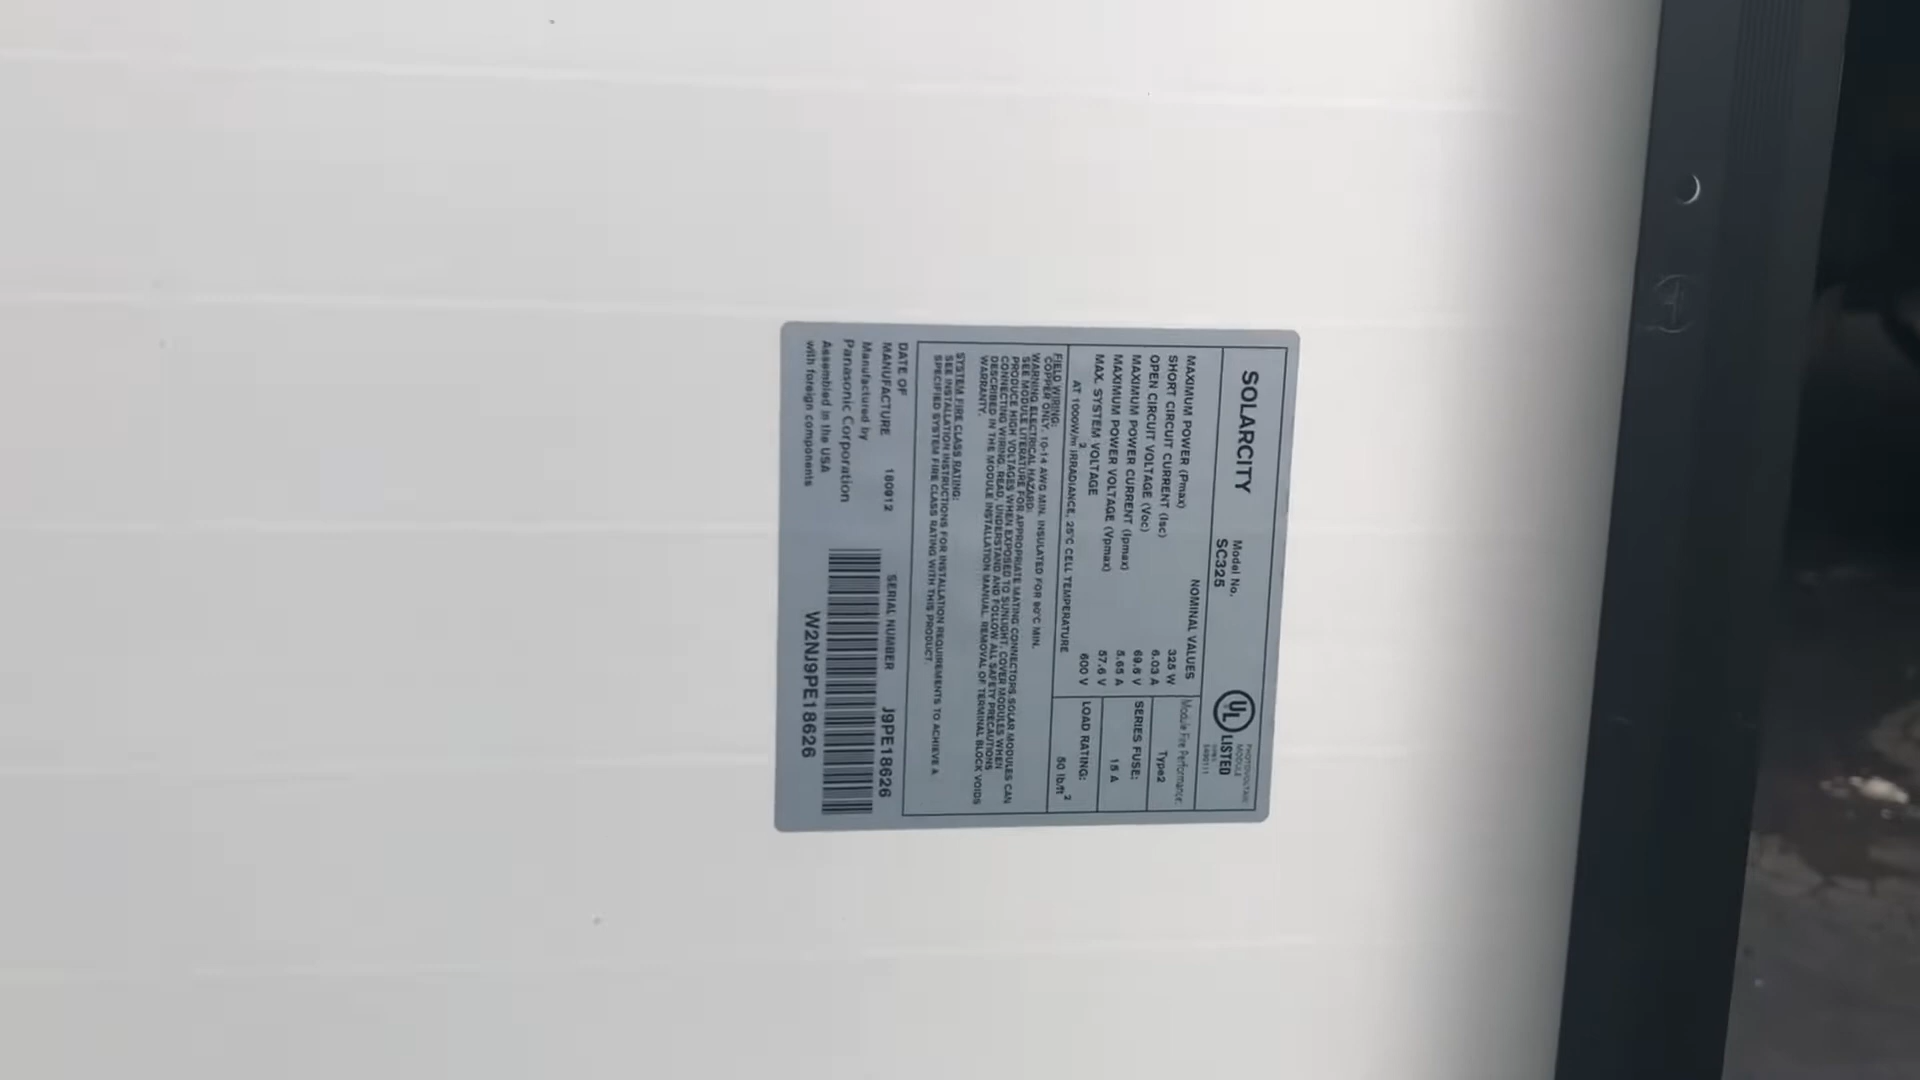 SOLARCITY
Model No.
SC325
UL LISTED
PHOTOVOLTAIC
MODULE
NOMINAL VALUES
MAXIMUM POWER (Pmax) 325 W
SHORT CIRCUIT CURRENT (Isc) 6.03 A
OPEN CIRCUIT VOLTAGE (Voc) 69.6 V
MAXIMUM POWER CURRENT (Ipmax) 5.65 A
MAXIMUM POWER VOLTAGE (Vpmax) 57.6 V
MAX. SYSTEM VOLTAGE 600 V
AT 1000W/m² IRRADIANCE, 25°C CELL TEMPERATURE
Module Fire Performance:
Type2
SERIES FUSE:
15 A
LOAD RATING:
50 lb/ft²
FIELD WIRING:
COPPER ONLY, 10-14 AWG MIN. INSULATED FOR 90°C MIN.
WARNING ELECTRICAL HAZARD:
SEE MODULE LITERATURE FOR APPROPRIATE MATING CONNECTORS.SOLAR MODULES CAN
PRODUCE HIGH VOLTAGES WHEN EXPOSED TO SUNLIGHT. COVER MODULES WHEN
CONNECTING WIRING. READ, UNDERSTAND AND FOLLOW ALL SAFETY PRECAUTIONS
DESCRIBED IN THE MODULE INSTALLATION MANUAL. REMOVAL OF TERMINAL BLOCK VOIDS
WARRANTY.
SYSTEM FIRE CLASS RATING:
SEE INSTALLATION INSTRUCTIONS FOR INSTALLATION REQUIREMENTS TO ACHIEVE A
SPECIFIED SYSTEM FIRE CLASS RATING WITH THIS PRODUCT.
DATE OF
MANUFACTURE 180912
SERIAL NUMBER J9PE18626
Manufactured by
Panasonic Corporation
Assembled in the USA
with foreign components
W2NJ9PE18626